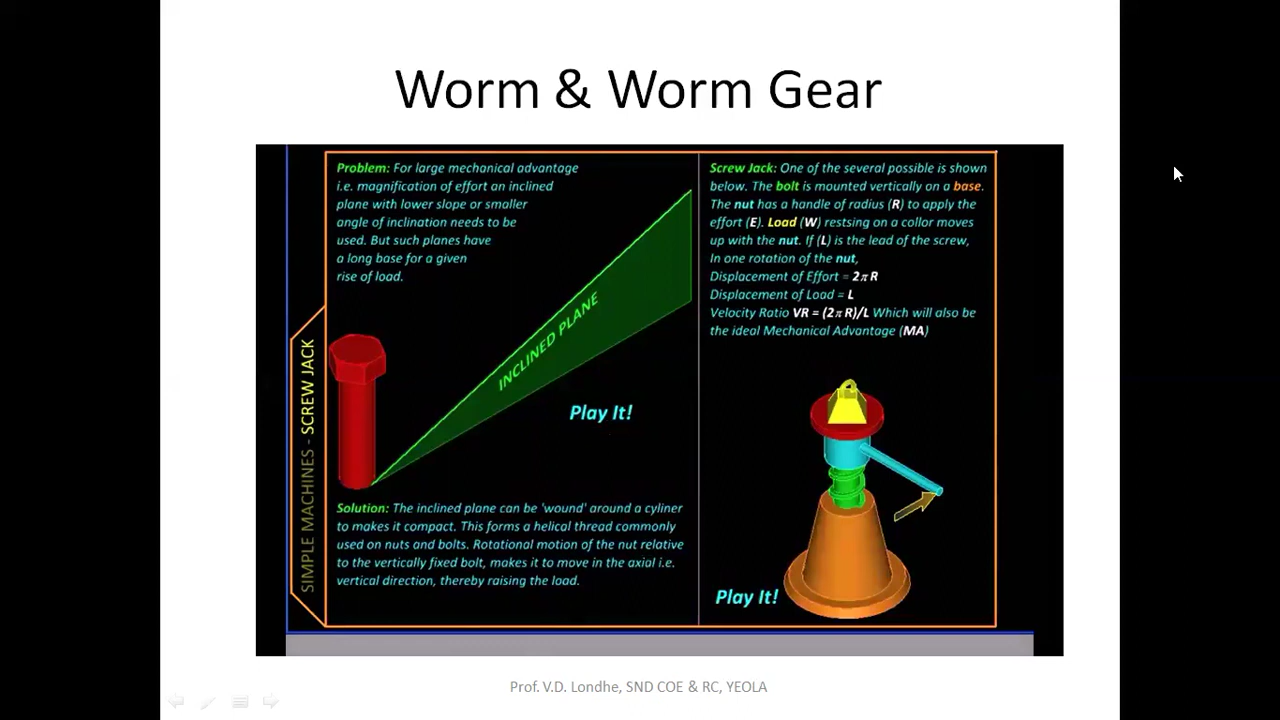 Worm & Worm Gear
Problem: For large mechanical advantage
i.e. magnification of effort an inclined
plane with lower slope or smaller
angle of inclination needs to be
used. But such planes have
a long base for a given
rise of load.
INCLINED PLANE
Play It!
Solution: The inclined plane can be 'wound' around a cyliner
to makes it compact. This forms a helical thread commonly
used on nuts and bolts. Rotational motion of the nut relative
to the vertically fixed bolt, makes it to move in the axial i.e.
vertical direction, thereby raising the load.
SIMPLE MACHINES - SCREW JACK
Screw Jack: One of the several possible is shown
below. The bolt is mounted vertically on a base.
The nut has a handle of radius (R) to apply the
effort (E). Load (W) restsing on a collor moves
up with the nut. If (L) is the lead of the screw,
In one rotation of the nut,
Displacement of Effort = 2π R
Displacement of Load = L
Velocity Ratio VR = (2π R)/L Which will also be
the ideal Mechanical Advantage (MA)
Play It!
Prof. V.D. Londhe, SND COE & RC, YEOLA